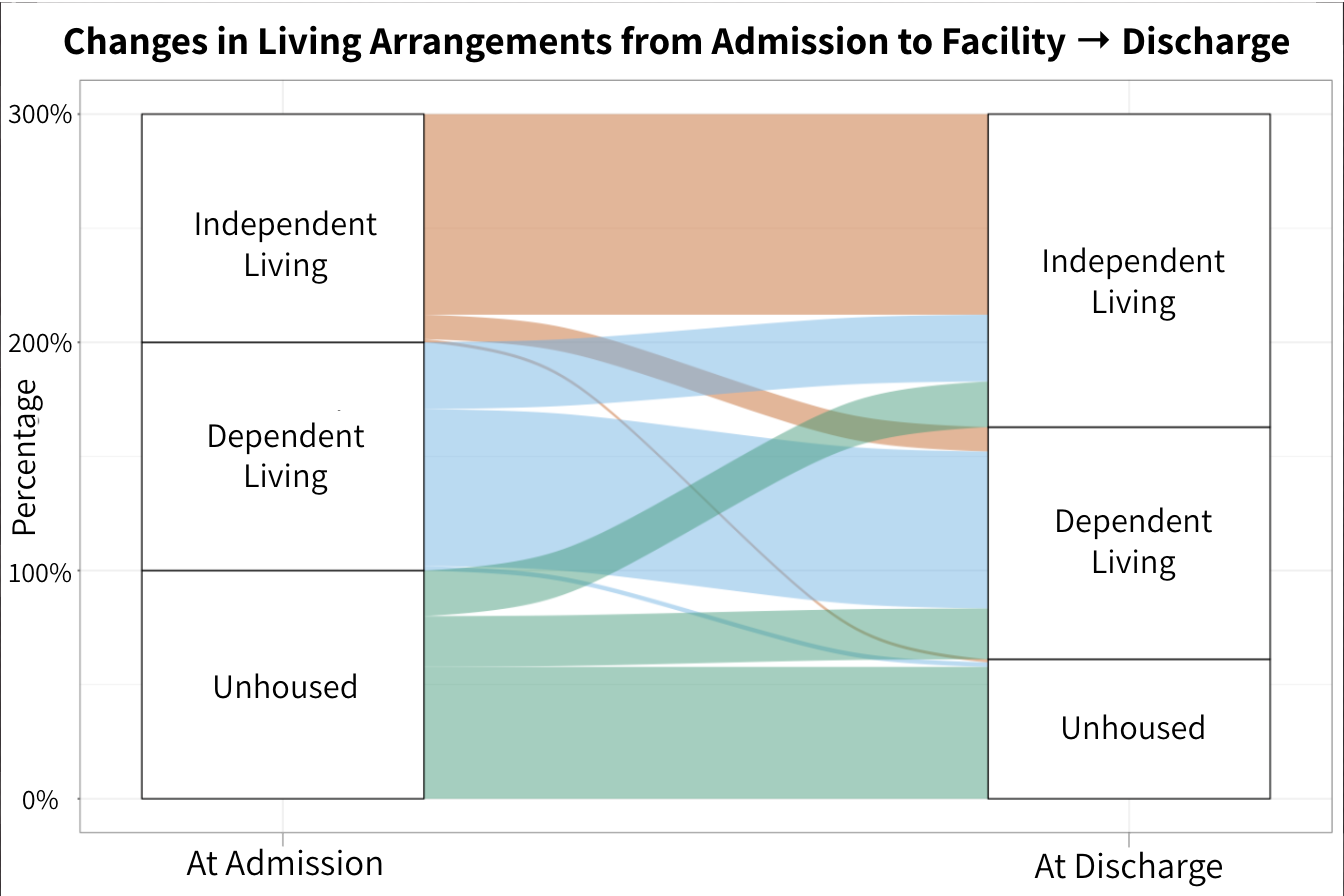 Changes in Living Arrangements from Admission to Facility → Discharge
300%
200%
100%
0%
Percentage
Independent
Living
Dependent
Living
Unhoused
Independent
Living
Dependent
Living
Unhoused
At Admission
At Discharge